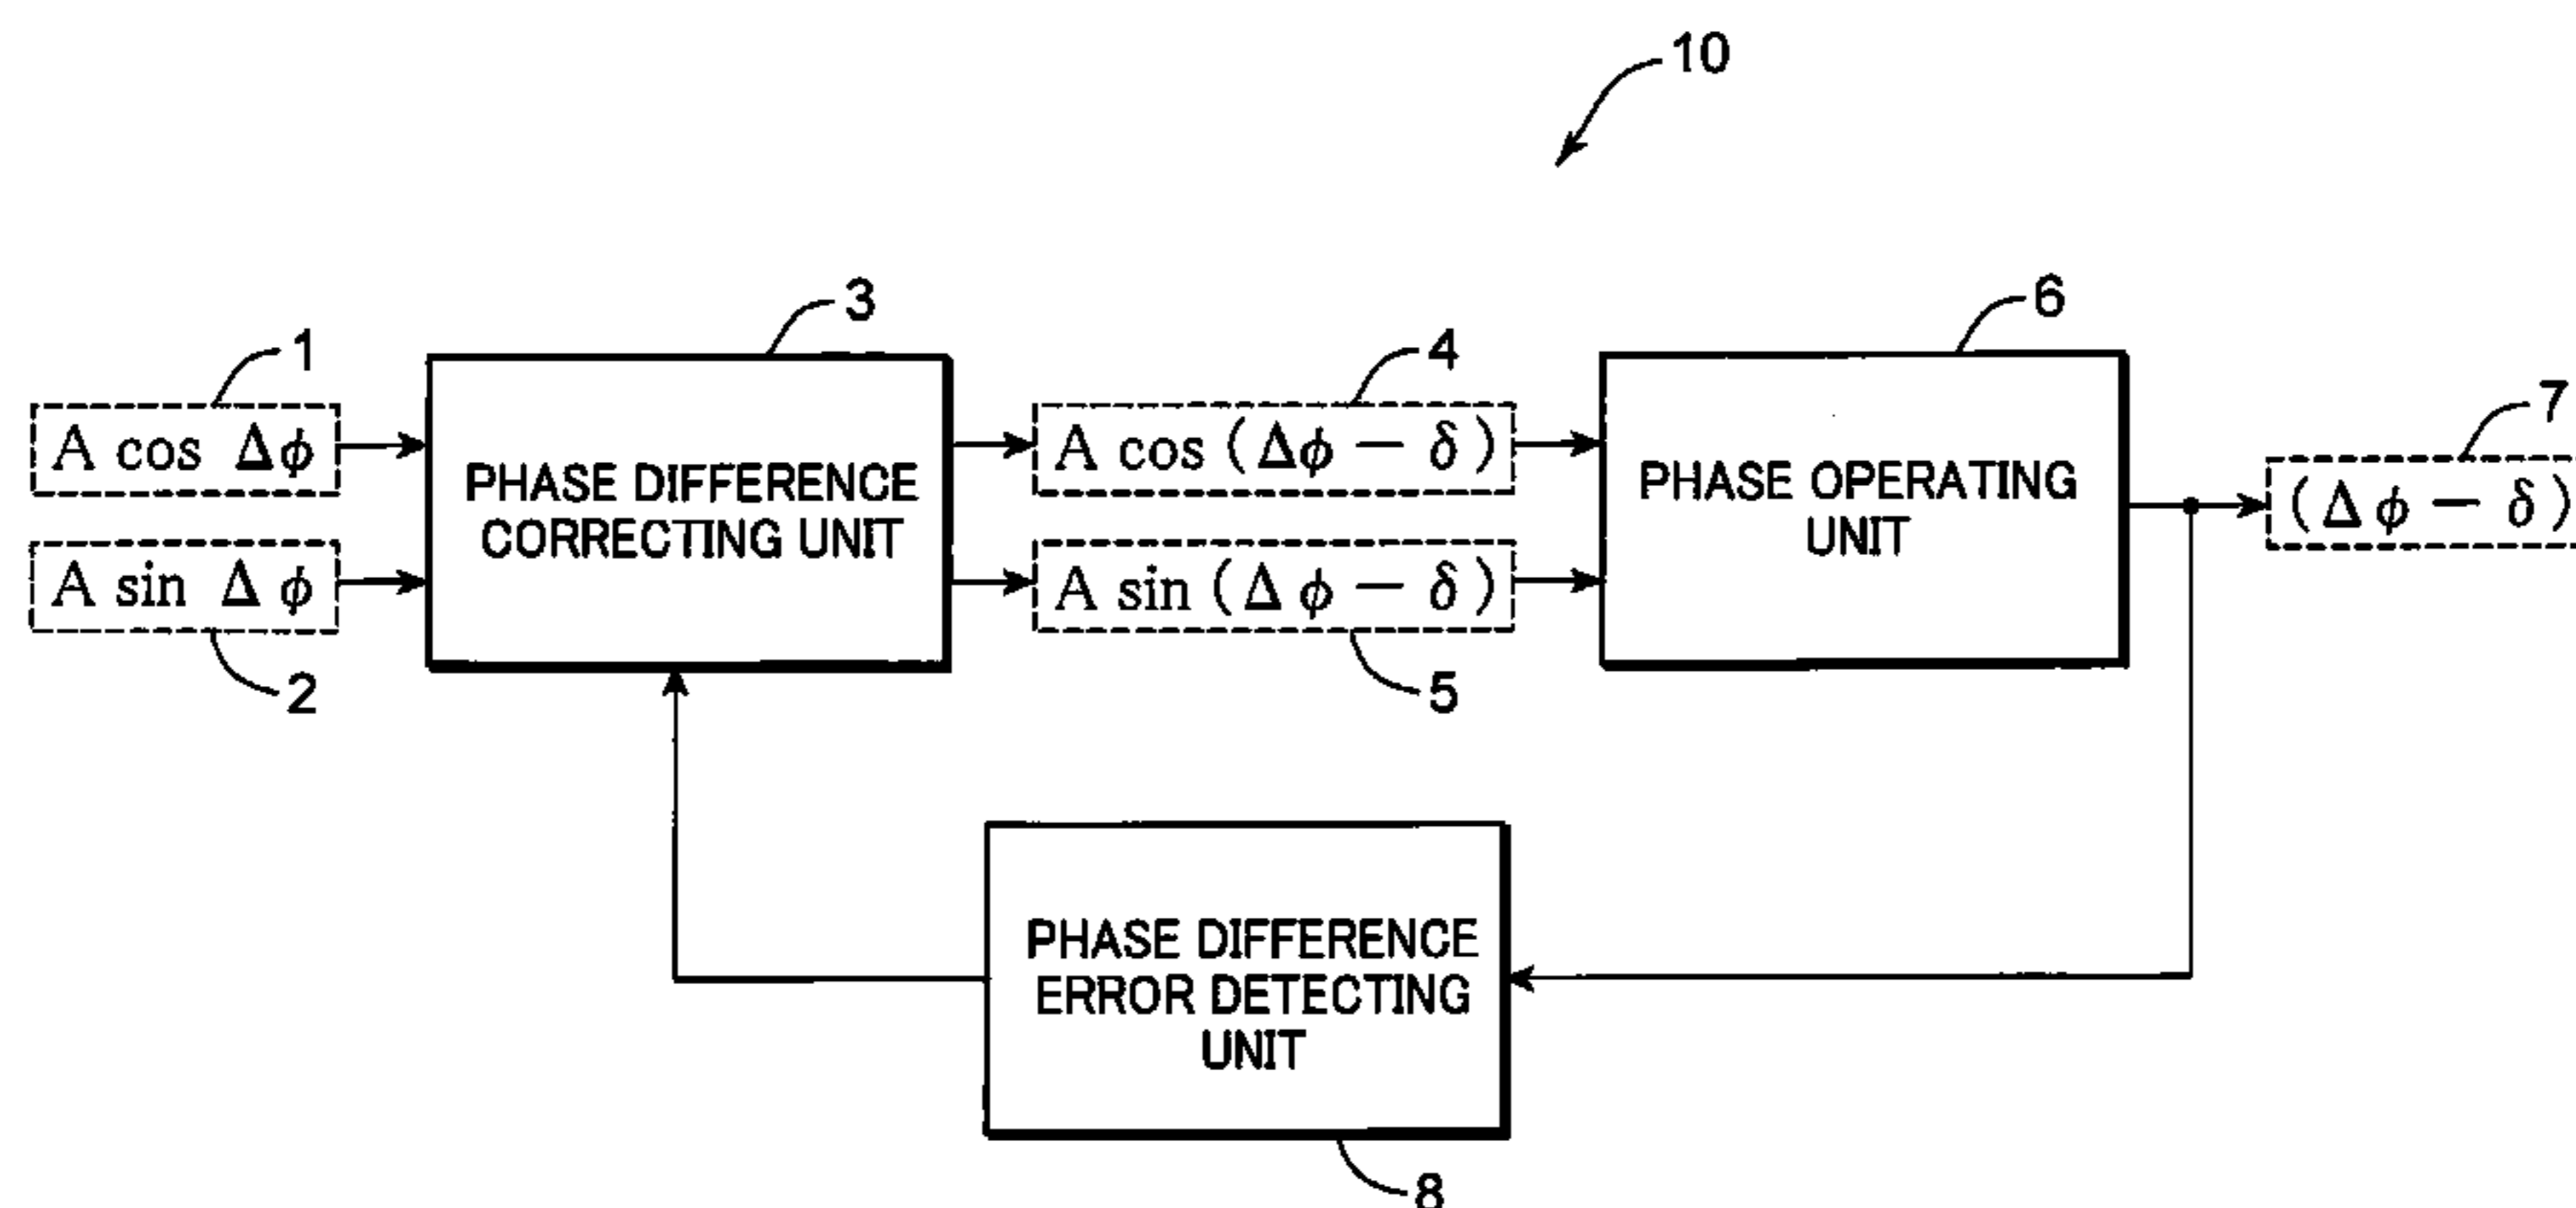 10
3
6
1
4
7
A cos Δϕ
A cos (Δϕ − δ)
PHASE DIFFERENCE
CORRECTING UNIT
PHASE OPERATING
UNIT
(Δϕ − δ)
A sin Δϕ
A sin (Δϕ − δ)
2
5
PHASE DIFFERENCE
ERROR DETECTING
UNIT
8